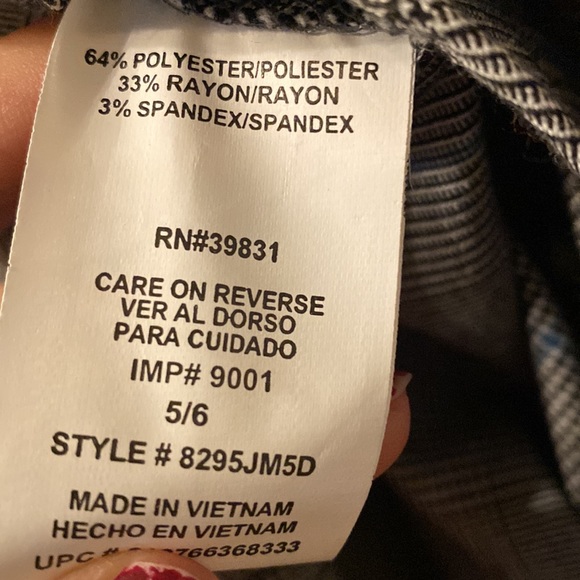 64% POLYESTER/POLIESTER
33% RAYON/RAYON
3% SPANDEX/SPANDEX
RN#39831
CARE ON REVERSE
VER AL DORSO
PARA CUIDADO
IMP# 9001
5/6
STYLE # 8295JM5D
MADE IN VIETNAM
HECHO EN VIETNAM
UPC #